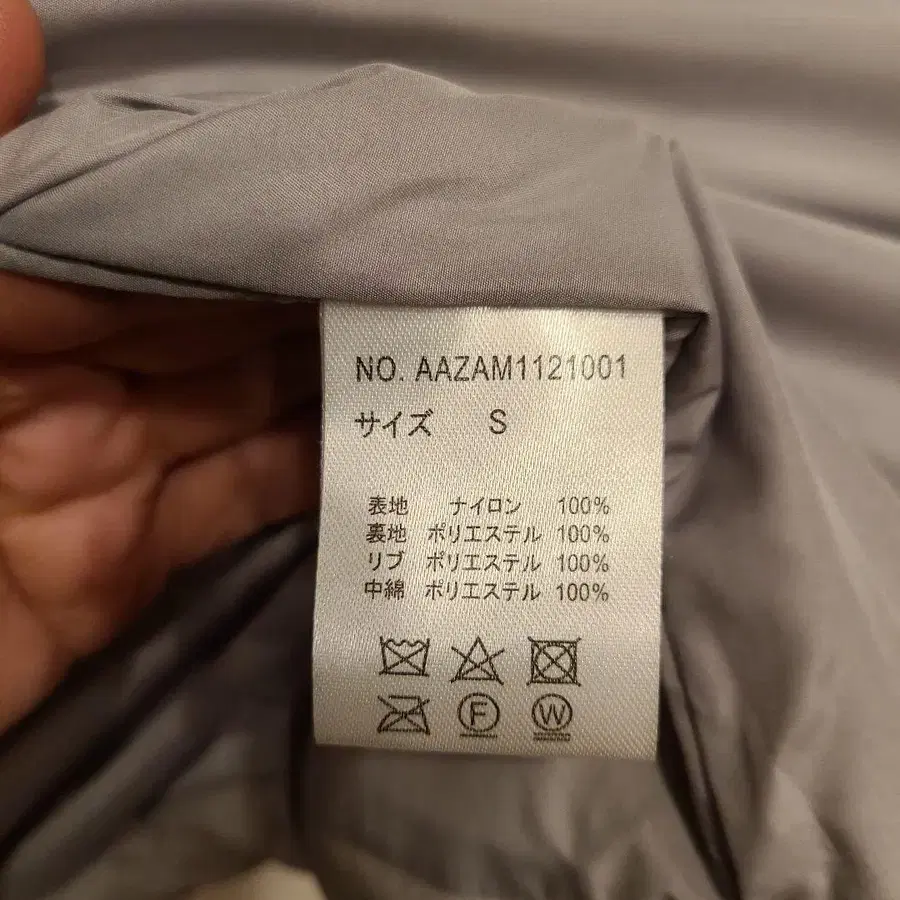 NO. AAZAM1121001
サイズ S
表地 ナイロン 100%
裏地 ポリエステル 100%
リブ ポリエステル 100%
中綿 ポリエステル 100%
F W